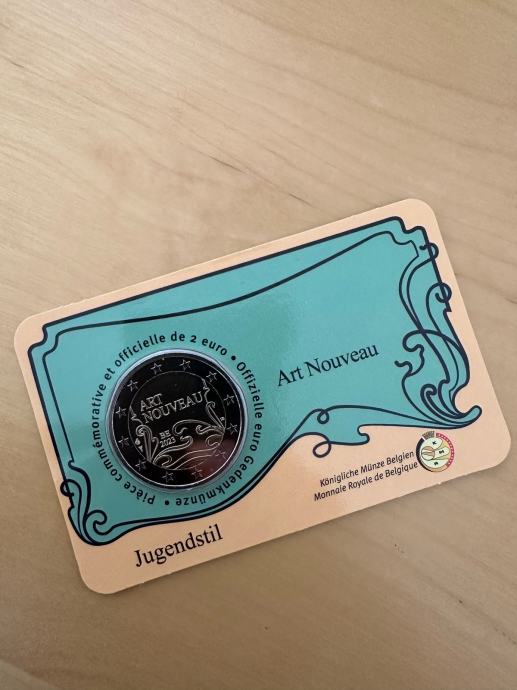 Pièce commémorative et officielle de 2 euro • Offizielle euro Gedenkmünze •
ART
NOUVEAU
BE
2023
Art Nouveau
Königliche Münze Belgien
Monnaie Royale de Belgique
Jugendstil